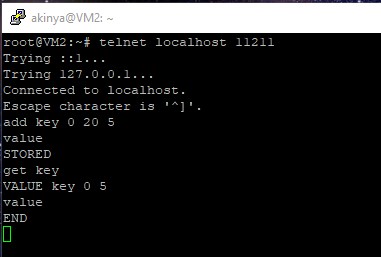 akinya@VM2: ~
root@VM2:~# telnet localhost 11211
Trying ::1...
Trying 127.0.0.1...
Connected to localhost.
Escape character is '^]'.
add key 0 20 5
value
STORED
get key
VALUE key 0 5
value
END